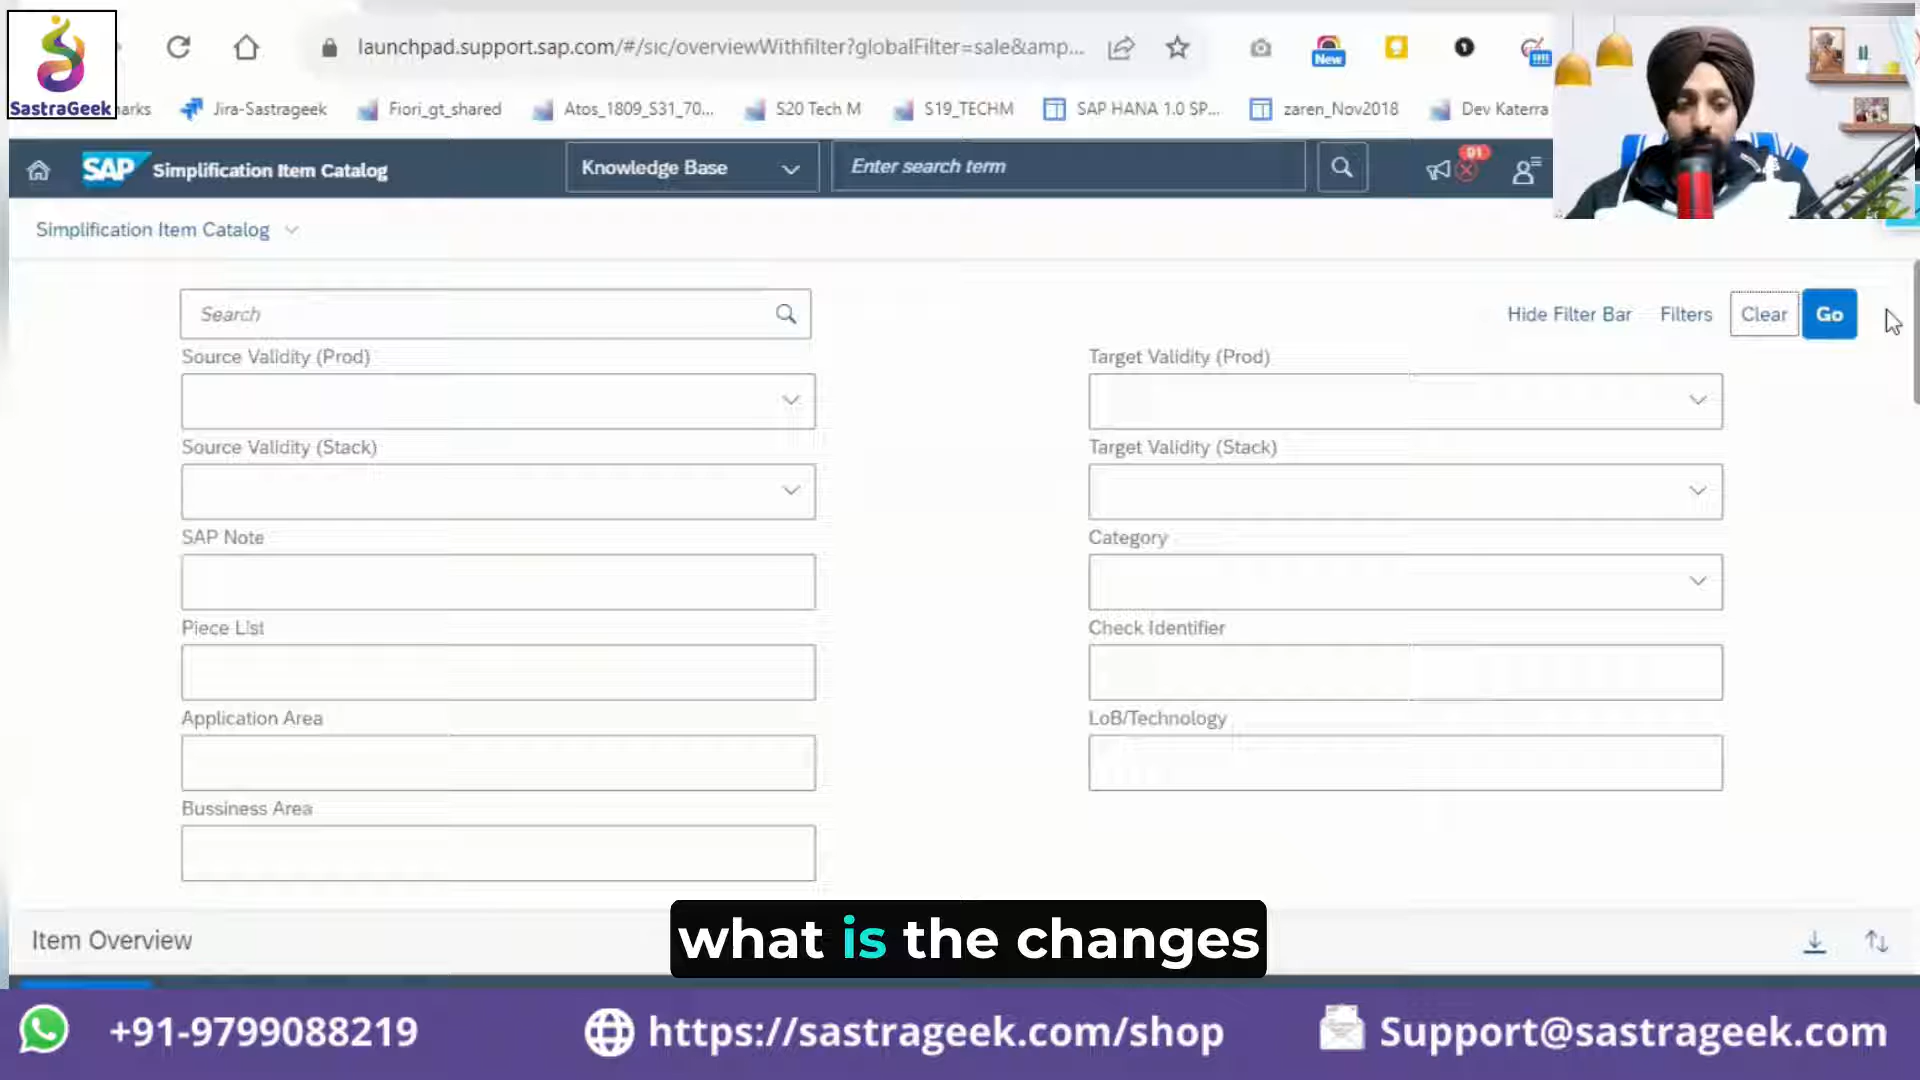 SastraGeek
launchpad.support.sap.com/#/sic/overviewWithfilter?globalFilter=sale&amp...
New
arks
Jira-Sastrageek
Fiori_gt_shared
Atos_1809_S31_70...
S20 Tech M
S19_TECHM
SAP HANA 1.0 SP...
zaren_Nov2018
Dev Katerra
SAP Simplification Item Catalog
Knowledge Base
Enter search term
91
Simplification Item Catalog
Search
Hide Filter Bar
Filters
Clear
Go
Source Validity (Prod)
Target Validity (Prod)
Source Validity (Stack)
Target Validity (Stack)
SAP Note
Category
Piece List
Check Identifier
Application Area
LoB/Technology
Bussiness Area
Item Overview
what is the changes
+91-9799088219
https://sastrageek.com/shop
Support@sastrageek.com